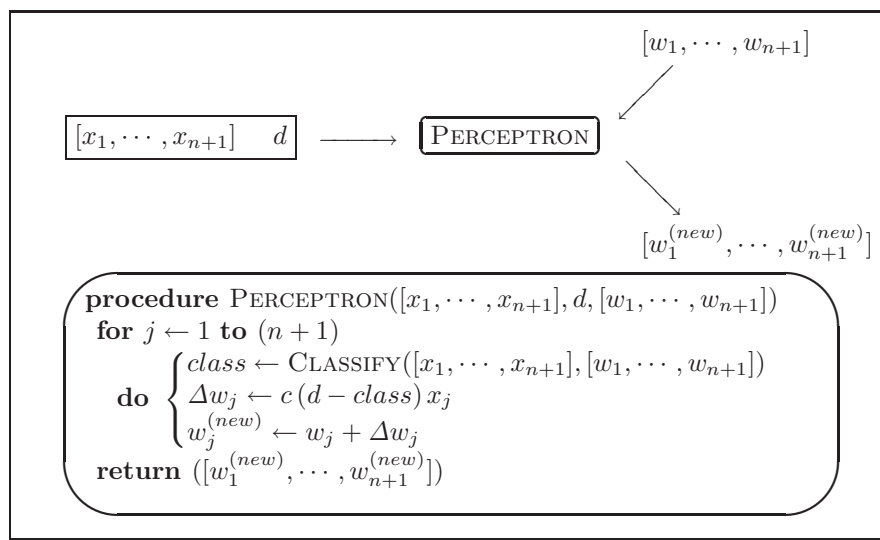 [w₁, ⋯ , wₙ₊₁]
[x₁, ⋯ , xₙ₊₁] d ⟶ PERCEPTRON
[w₁⁽ⁿᵉʷ⁾, ⋯ , wₙ₊₁⁽ⁿᵉʷ⁾]
procedure PERCEPTRON([x₁, ⋯ , xₙ₊₁], d, [w₁, ⋯ , wₙ₊₁])
for j ← 1 to (n + 1)
class ← CLASSIFY([x₁, ⋯ , xₙ₊₁], [w₁, ⋯ , wₙ₊₁])
do { Δwⱼ ← c (d − class) xⱼ
wⱼ⁽ⁿᵉʷ⁾ ← wⱼ + Δwⱼ
return ([w₁⁽ⁿᵉʷ⁾, ⋯ , wₙ₊₁⁽ⁿᵉʷ⁾])